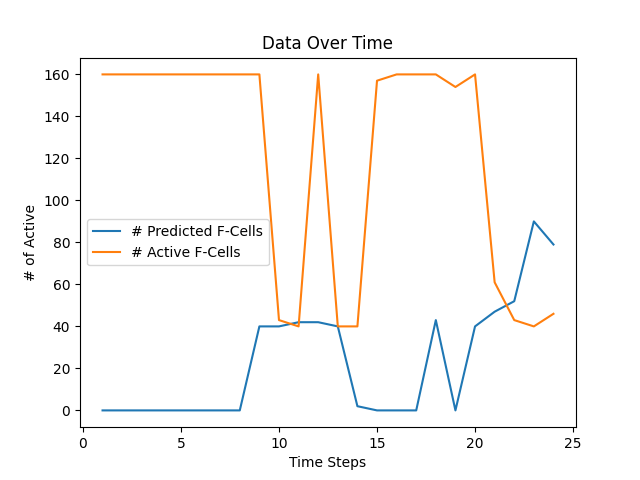 Data Over Time
160
140
120
100
80
60
40
20
0
# of Active
# Predicted F-Cells
# Active F-Cells
0 5 10 15 20 25
Time Steps